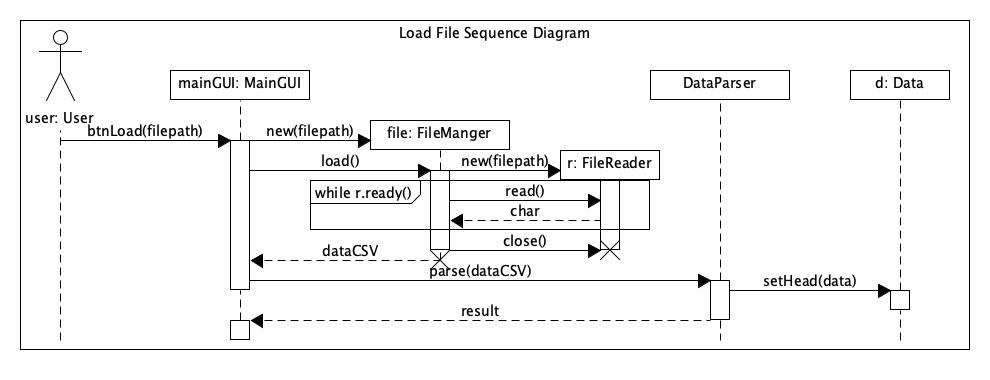 Load File Sequence Diagram
mainGUI: MainGUI
DataParser
d: Data
user: User
btnLoad(filepath)
new(filepath)
file: FileManger
load()
new(filepath)
r: FileReader
while r.ready()
read()
char
close()
dataCSV
parse(dataCSV)
setHead(data)
result